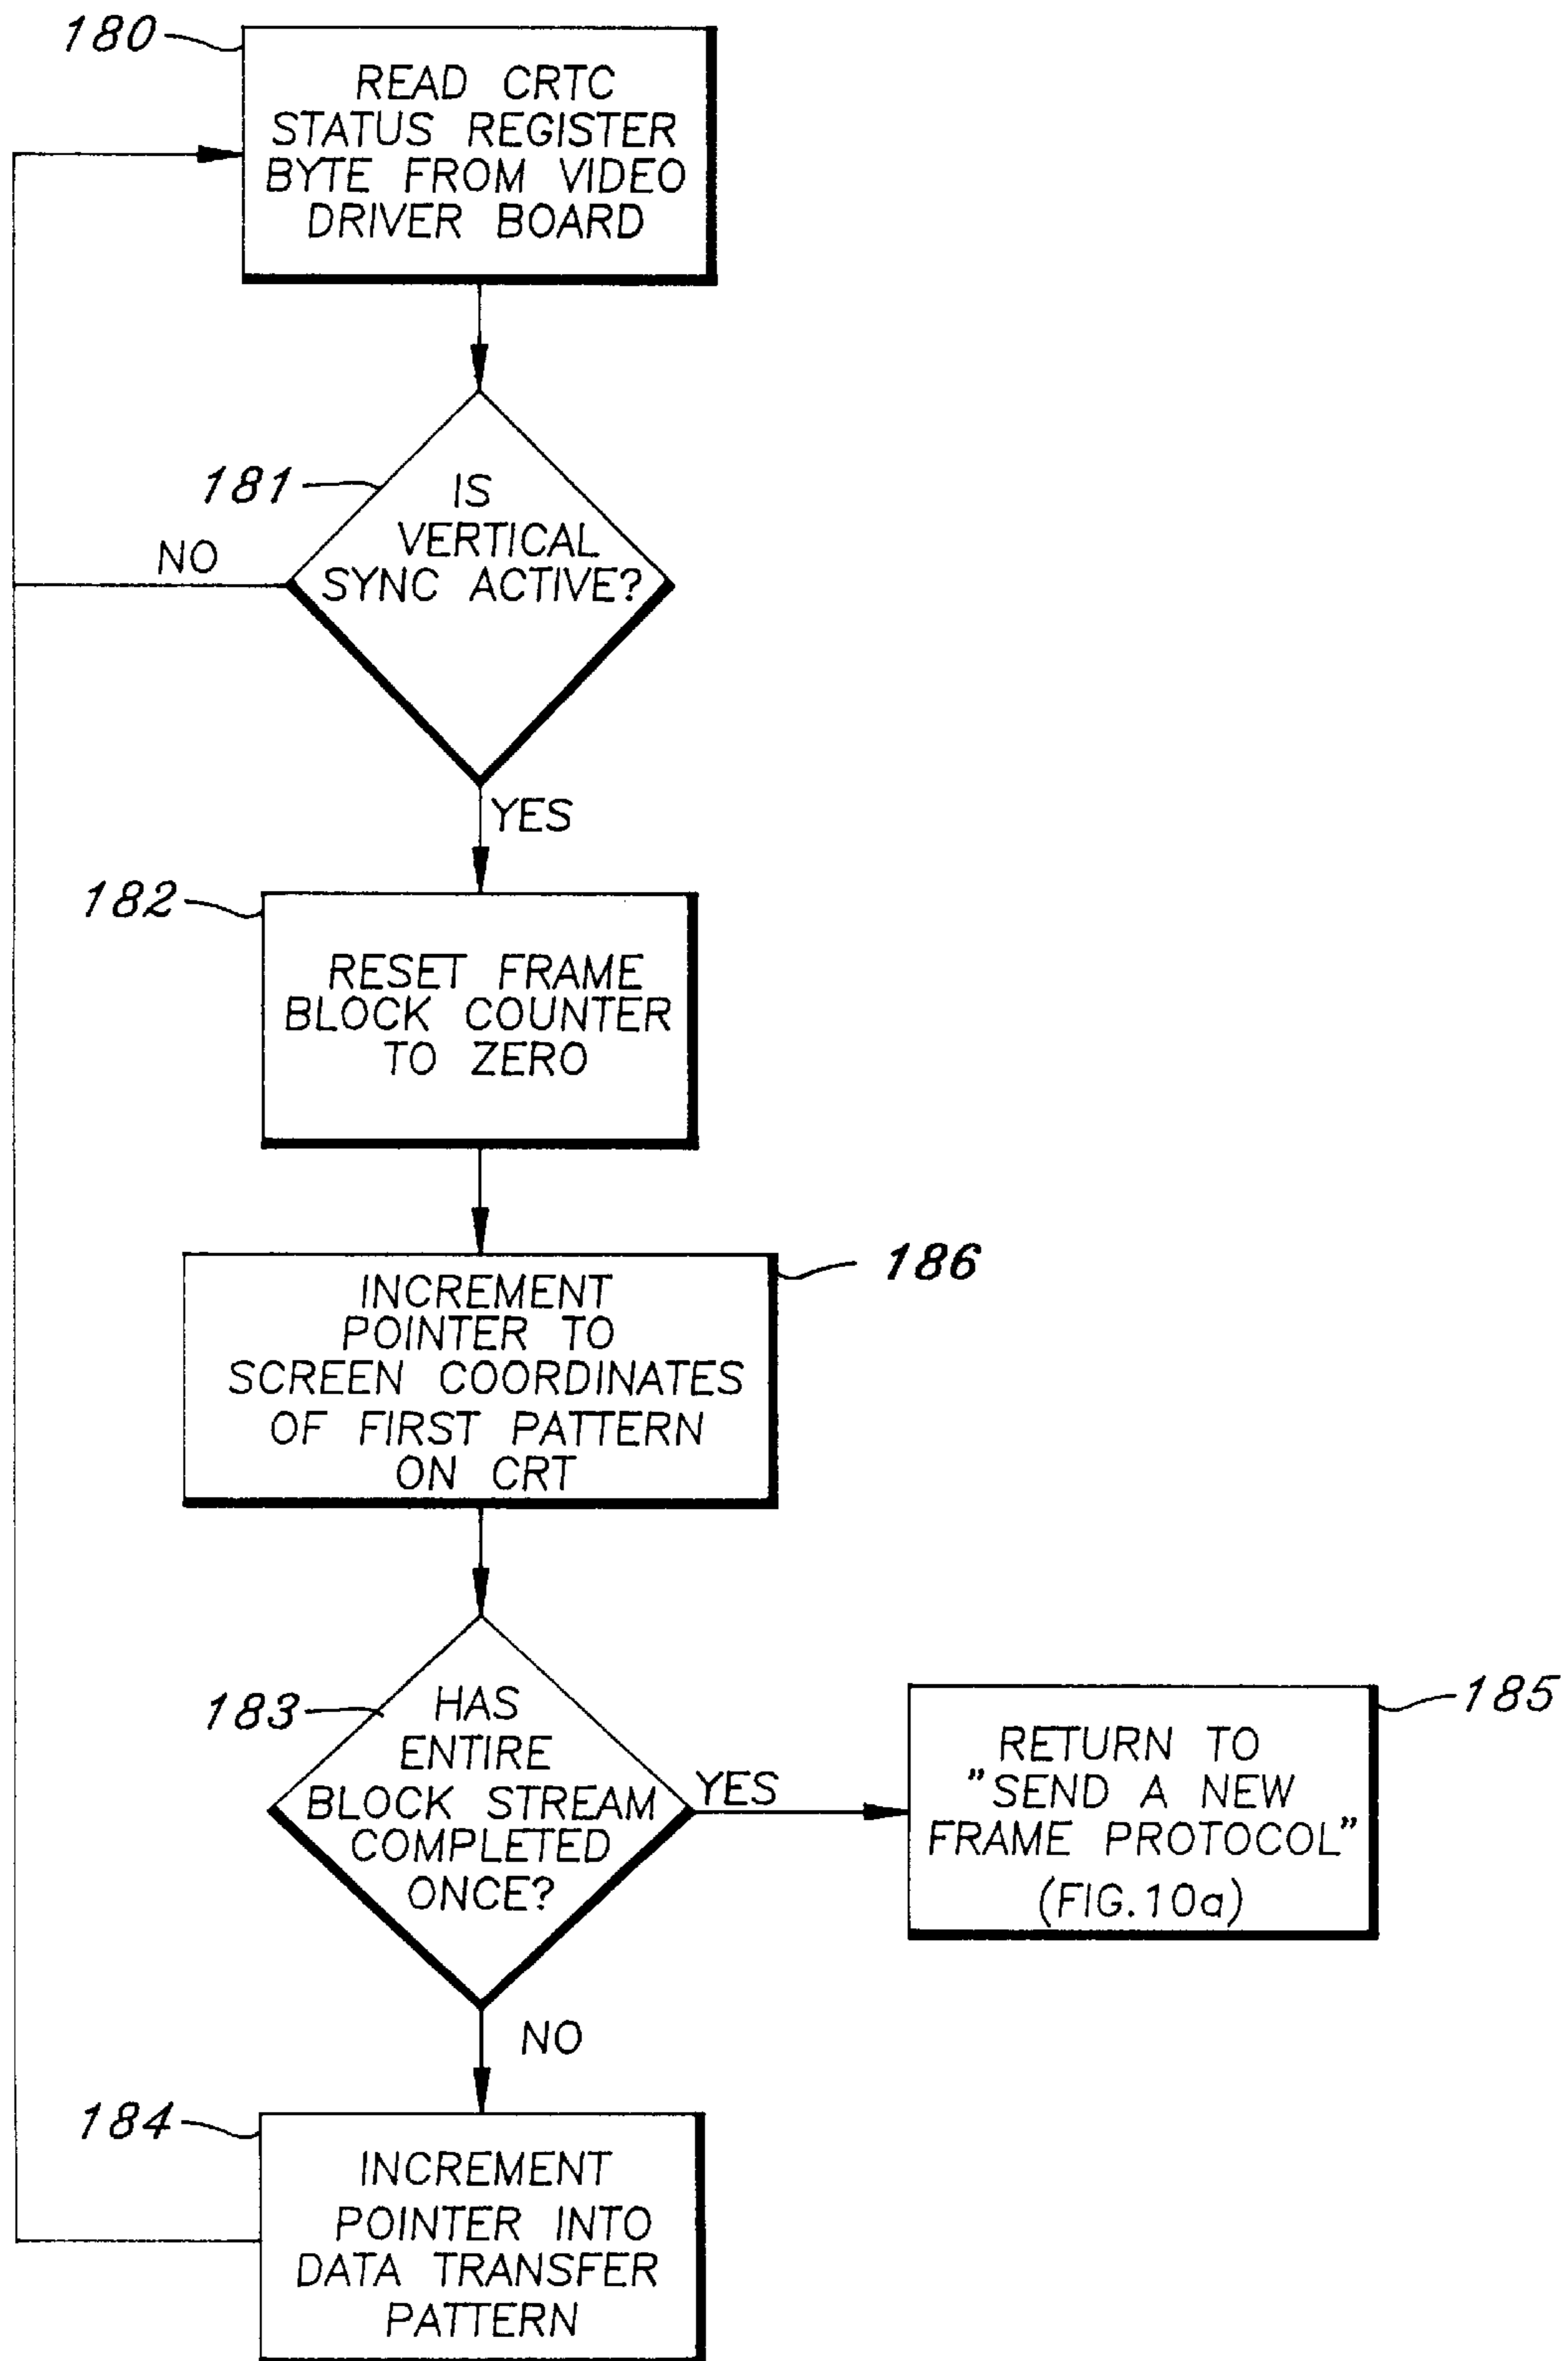 180
READ CRTC
STATUS REGISTER
BYTE FROM VIDEO
DRIVER BOARD
181
IS
VERTICAL
SYNC ACTIVE?
NO
YES
182
RESET FRAME
BLOCK COUNTER
TO ZERO
186
INCREMENT
POINTER TO
SCREEN COORDINATES
OF FIRST PATTERN
ON CRT
183
HAS
ENTIRE
BLOCK STREAM
COMPLETED
ONCE?
YES
185
RETURN TO
"SEND A NEW
FRAME PROTOCOL"
(FIG.10a)
NO
184
INCREMENT
POINTER INTO
DATA TRANSFER
PATTERN